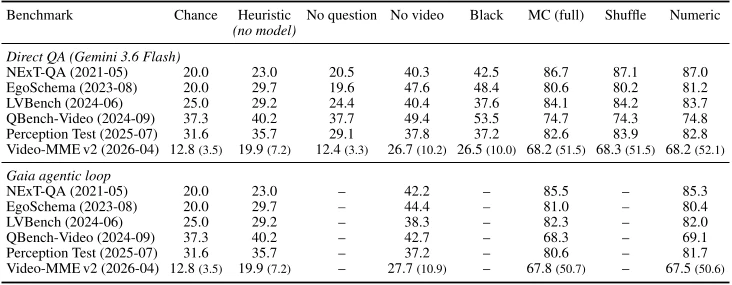 Benchmark Chance Heuristic No question No video Black MC (full) Shuffle Numeric
(no model)
Direct QA (Gemini 3.6 Flash)
NExT-QA (2021-05) 20.0 23.0 20.5 40.3 42.5 86.7 87.1 87.0
EgoSchema (2023-08) 20.0 29.7 19.6 47.6 48.4 80.6 80.2 81.2
LVBench (2024-06) 25.0 29.2 24.4 40.4 37.6 84.1 84.2 83.7
QBench-Video (2024-09) 37.3 40.2 37.7 49.4 53.5 74.7 74.3 74.8
Perception Test (2025-07) 31.6 35.7 29.1 37.8 37.2 82.6 83.9 82.8
Video-MME v2 (2026-04) 12.8 (3.5) 19.9 (7.2) 12.4 (3.3) 26.7 (10.2) 26.5 (10.0) 68.2 (51.5) 68.3 (51.5) 68.2 (52.1)
Gaia agentic loop
NExT-QA (2021-05) 20.0 23.0 – 42.2 – 85.5 – 85.3
EgoSchema (2023-08) 20.0 29.7 – 44.4 – 81.0 – 80.4
LVBench (2024-06) 25.0 29.2 – 38.3 – 82.3 – 82.0
QBench-Video (2024-09) 37.3 40.2 – 42.7 – 68.3 – 69.1
Perception Test (2025-07) 31.6 35.7 – 37.2 – 80.6 – 81.7
Video-MME v2 (2026-04) 12.8 (3.5) 19.9 (7.2) – 27.7 (10.9) – 67.8 (50.7) – 67.5 (50.6)